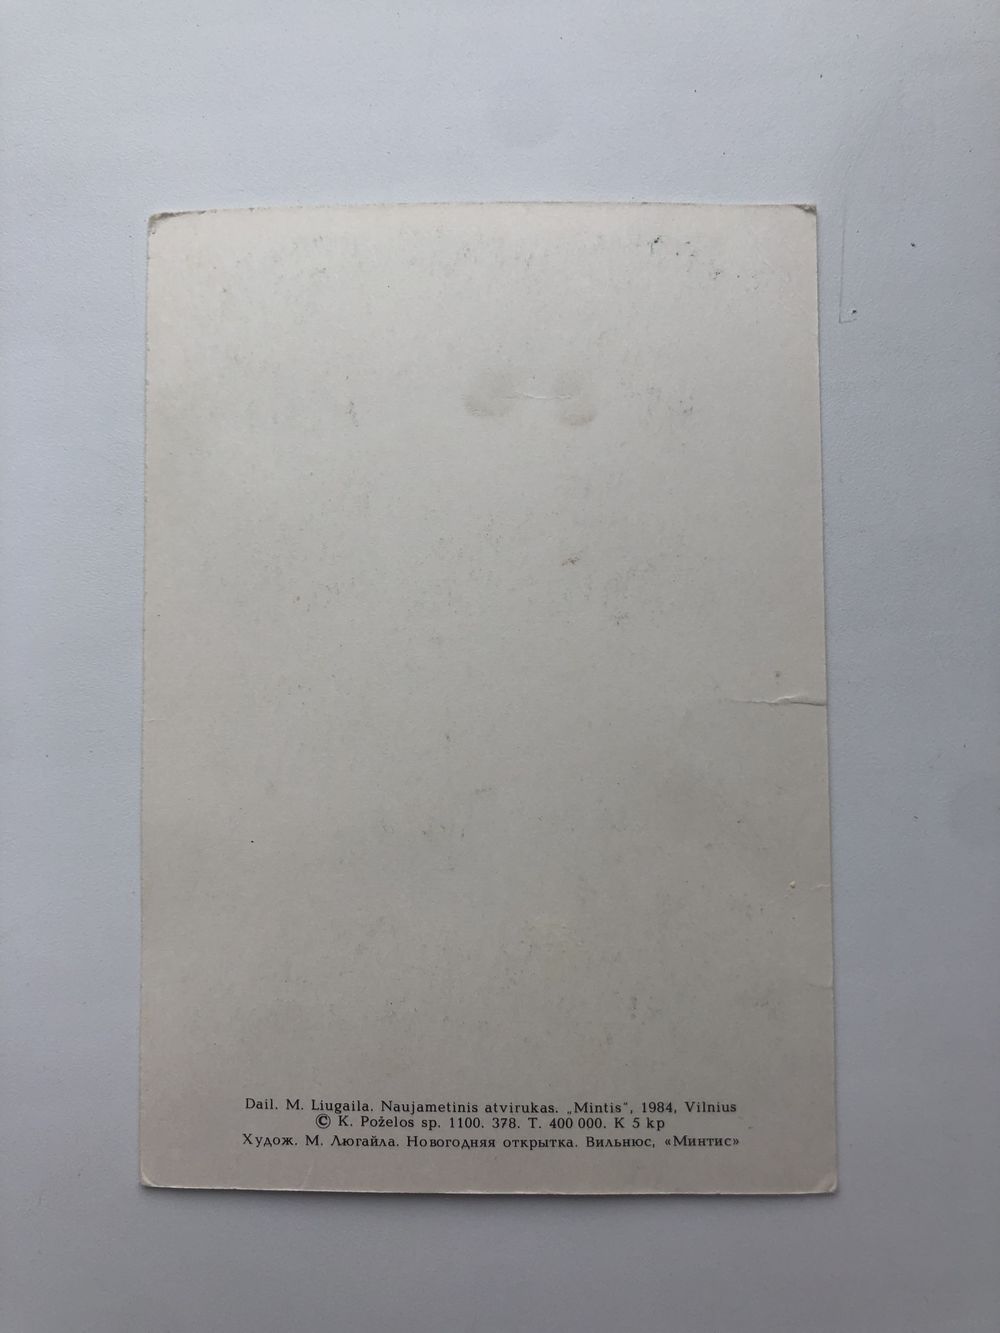 Dail. M. Liugaila. Naujametinis atvirukas. „Mintis“, 1984, Vilnius
© K. Poželos sp. 1100. 378. T. 400 000. K 5 kp
Худож. М. Люгайла. Новогодняя открытка. Вильнюс, «Минтис»